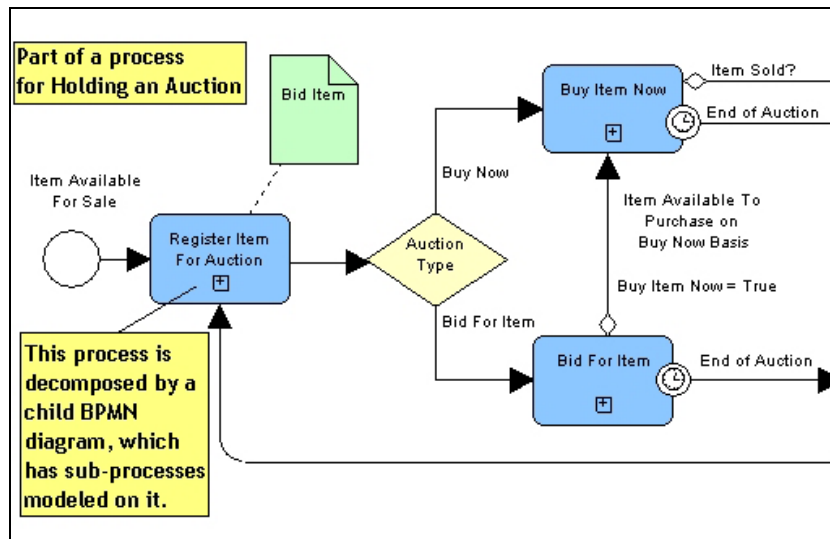 Part of a process
for Holding an Auction
Bid Item
Buy Item Now
Item Sold?
End of Auction
Item Available
For Sale
Buy Now
Item Available To
Purchase on
Buy Now Basis
Register Item
For Auction
Auction
Type
Buy Item Now = True
Bid For Item
This process is
decomposed by a
child BPMN
diagram, which
has sub-processes
modeled on it.
Bid For Item
End of Auction